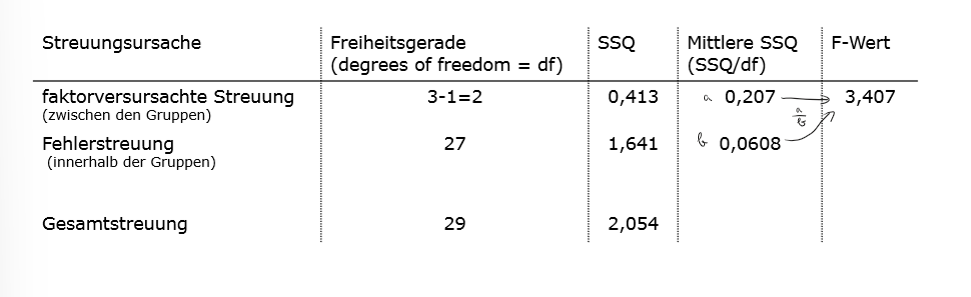 Streuungsursache Freiheitsgerade SSQ Mittlere SSQ F-Wert
(degrees of freedom = df) (SSQ/df)
faktorversursachte Streuung 3-1=2 0,413 a 0,207 3,407
(zwischen den Gruppen) a/b
Fehlerstreuung 27 1,641 b 0,0608
(innerhalb der Gruppen)
Gesamtstreuung 29 2,054